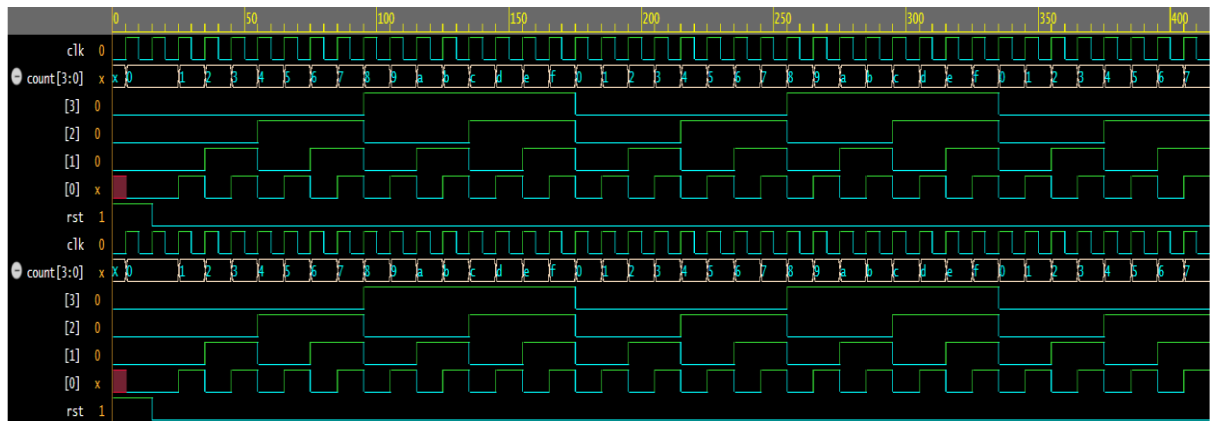 0 50 100 150 200 250 300 350 400
clk 0
count[3:0] x x 0 1 2 3 4 5 6 7 8 9 a b c d e f 0 1 2 3 4 5 6 7 8 9 a b c d e f 0 1 2 3 4 5 6 7
[3] 0
[2] 0
[1] 0
[0] x
rst 1
clk 0
count[3:0] x X 0 1 2 3 4 5 6 7 8 9 a b c d e f 0 1 2 3 4 5 6 7 8 9 a b c d e f 0 1 2 3 4 5 6 7
[3] 0
[2] 0
[1] 0
[0] x
rst 1